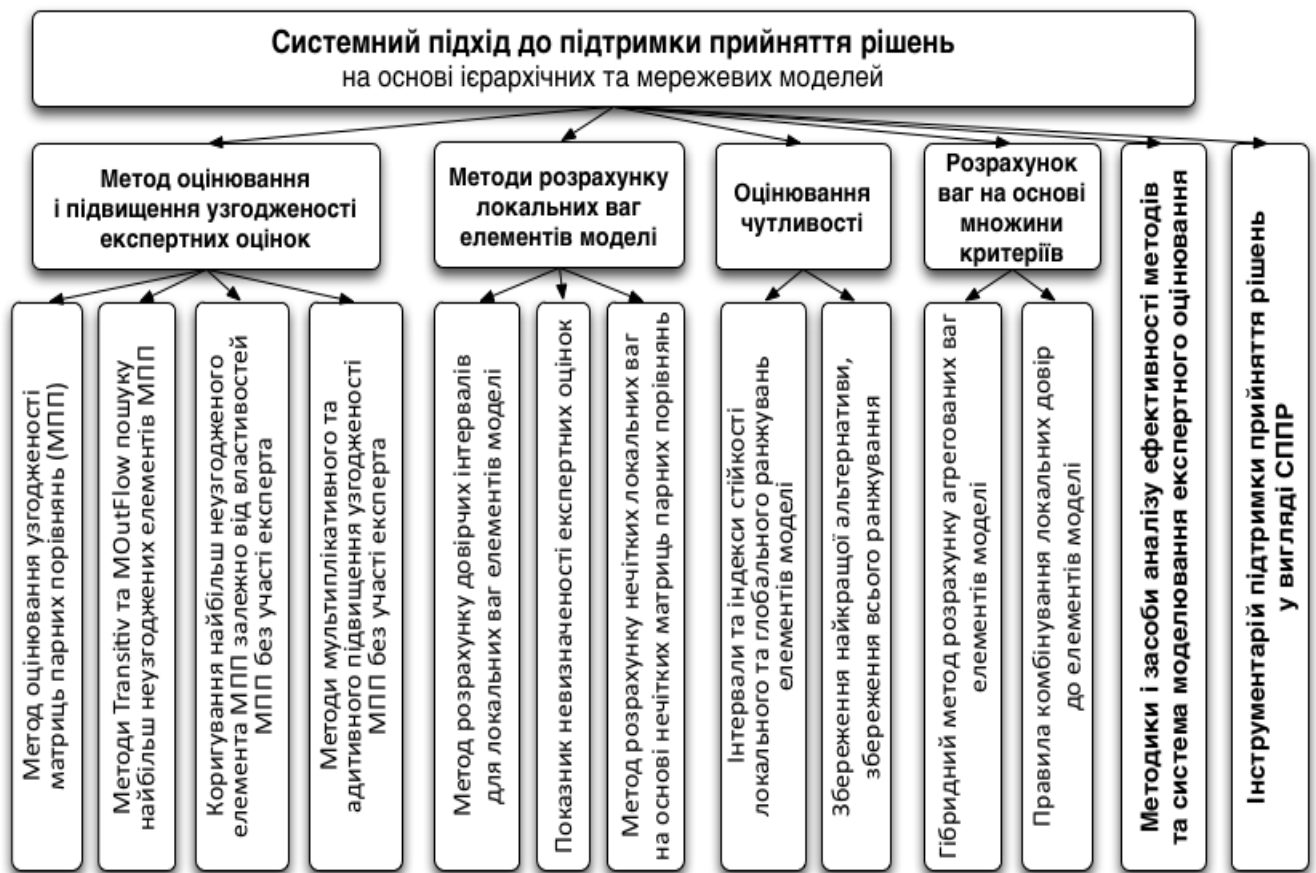 Системний підхід до підтримки прийняття рішень
на основі ієрархічних та мережевих моделей
Метод оцінювання
і підвищення узгодженості
експертних оцінок
Методи розрахунку
локальних ваг
елементів моделі
Оцінювання
чутливості
Розрахунок
ваг на основі
множини
критеріїв
Метод оцінювання узгодженості
матриць парних порівнянь (МПП)
Методи Transitiv та MOutFlow пошуку
найбільш неузгоджених елементів МПП
Коригування найбільш неузгодженого
елемента МПП залежно від властивостей
МПП без участі експерта
Методи мультиплікативного та
адитивного підвищення узгодженості
МПП без участі експерта
Метод розрахунку довірчих інтервалів
для локальних ваг елементів моделі
Показник невизначеності експертних оцінок
Метод розрахунку нечітких локальних ваг
на основі нечітких матриць парних порівнянь
Інтервали та індекси стійкості
локального та глобального ранжувань
елементів моделі
Збереження найкращої альтернативи,
збереження всього ранжування
Гібридний метод розрахунку агрегованих ваг
елементів моделі
Правила комбінування локальних довір
до елементів моделі
Методики і засоби аналізу ефективності методів
та система моделювання експертного оцінювання
Інструментарій підтримки прийняття рішень
у вигляді СППР